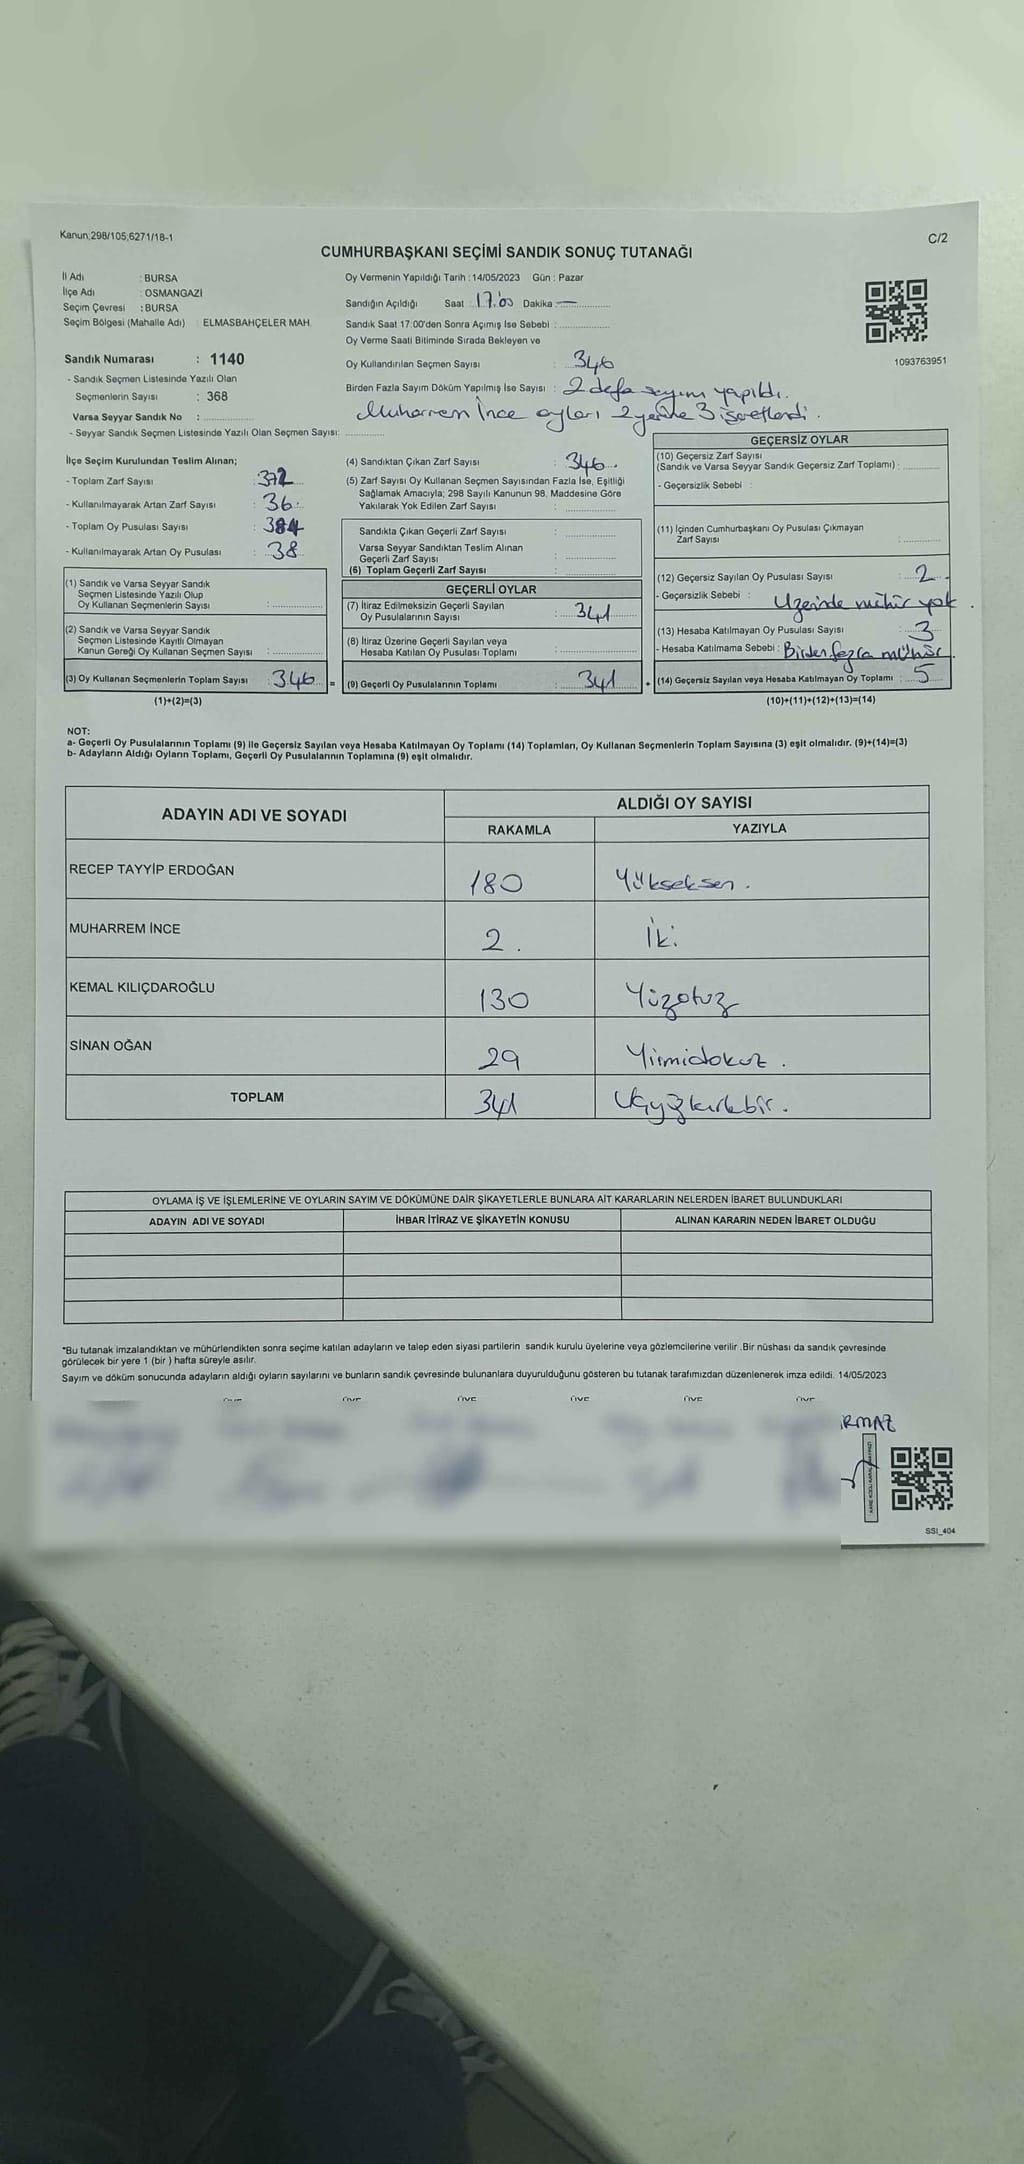 Kanun;298/105,6271/18-1
C/2
CUMHURBAŞKANI SEÇİMİ SANDIK SONUÇ TUTANAĞI
İl Adı : BURSA
İlçe Adı : OSMANGAZİ
Seçim Çevresi : BURSA
Seçim Bölgesi (Mahalle Adı) : ELMASBAHÇELER MAH.
Sandık Numarası : 1140
- Sandık Seçmen Listesinde Yazılı Olan
Seçmenlerin Sayısı : 368
Varsa Seyyar Sandık No :
- Seyyar Sandık Seçmen Listesinde Yazılı Olan Seçmen Sayısı:
Oy Vermenin Yapıldığı Tarih : 14/05/2023 Gün : Pazar
Sandığın Açıldığı Saat : 17:00 Dakika : —
Sandık Saat 17:00'den Sonra Açımış İse Sebebi :
Oy Verme Saati Bitiminde Sırada Bekleyen ve
Oy Kullandırılan Seçmen Sayısı : 346
Birden Fazla Sayım Döküm Yapılmış İse Sayısı : 2 defa sayım yapıldı.
Muharrem İnce oyları 2 yerine 3 işaretlendi.
1093763951
İlçe Seçim Kurulundan Teslim Alınan;
- Toplam Zarf Sayısı : 372
- Kullanılmayarak Artan Zarf Sayısı : 36
- Toplam Oy Pusulası Sayısı : 384
- Kullanılmayarak Artan Oy Pusulası : 38
(1) Sandık ve Varsa Seyyar Sandık
Seçmen Listesinde Yazılı Olup
Oy Kullanan Seçmenlerin Sayısı :
(2) Sandık ve Varsa Seyyar Sandık
Seçmen Listesinde Kayıtlı Olmayan
Kanun Gereği Oy Kullanan Seçmen Sayısı :
(3) Oy Kullanan Seçmenlerin Toplam Sayısı : 346 =
(1)+(2)=(3)
(4) Sandıktan Çıkan Zarf Sayısı : 346
(5) Zarf Sayısı Oy Kullanan Seçmen Sayısından Fazla İse, Eşitliği
Sağlamak Amacıyla; 298 Sayılı Kanunun 98. Maddesine Göre
Yakılarak Yok Edilen Zarf Sayısı :
Sandıkta Çıkan Geçerli Zarf Sayısı :
Varsa Seyyar Sandıktan Teslim Alınan
Geçerli Zarf Sayısı :
(6) Toplam Geçerli Zarf Sayısı :
GEÇERLİ OYLAR
(7) İtiraz Edilmeksizin Geçerli Sayılan
Oy Pusulalarının Sayısı : 341
(8) İtiraz Üzerine Geçerli Sayılan veya
Hesaba Katılan Oy Pusulası Toplamı :
(9) Geçerli Oy Pusulalarının Toplamı : 341 +
GEÇERSİZ OYLAR
(10) Geçersiz Zarf Sayısı
(Sandık ve Varsa Seyyar Sandık Geçersiz Zarf Toplamı) :
- Geçersizlik Sebebi :
(11) İçinden Cumhurbaşkanı Oy Pusulası Çıkmayan
Zarf Sayısı :
(12) Geçersiz Sayılan Oy Pusulası Sayısı : 2
- Geçersizlik Sebebi : Üzerinde mühür yok.
(13) Hesaba Katılmayan Oy Pusulası Sayısı : 3
- Hesaba Katılmama Sebebi : Birden fazla mühür.
(14) Geçersiz Sayılan veya Hesaba Katılmayan Oy Toplamı : 5
(10)+(11)+(12)+(13)=(14)
NOT:
a- Geçerli Oy Pusulalarının Toplamı (9) ile Geçersiz Sayılan veya Hesaba Katılmayan Oy Toplamı (14) Toplamları, Oy Kullanan Seçmenlerin Toplam Sayısına (3) eşit olmalıdır. (9)+(14)=(3)
b- Adayların Aldığı Oyların Toplamı, Geçerli Oy Pusulalarının Toplamına (9) eşit olmalıdır.
ADAYIN ADI VE SOYADI ALDIĞI OY SAYISI
RAKAMLA YAZIYLA
RECEP TAYYİP ERDOĞAN 180 Yükseksen.
MUHARREM İNCE 2. İki
KEMAL KILIÇDAROĞLU 130 Yüzotuz
SİNAN OĞAN 29 Yirmidokuz.
TOPLAM 341 Üçyüzkırkbir.
OYLAMA İŞ VE İŞLEMLERİNE VE OYLARIN SAYIM VE DÖKÜMÜNE DAİR ŞİKAYETLERLE BUNLARA AİT KARARLARIN NELERDEN İBARET BULUNDUKLARI
ADAYIN ADI VE SOYADI İHBAR İTİRAZ VE ŞİKAYETİN KONUSU ALINAN KARARIN NEDEN İBARET OLDUĞU
*Bu tutanak imzalandıktan ve mühürlendikten sonra seçime katılan adayların ve talep eden siyasi partilerin sandık kurulu üyelerine veya gözlemcilerine verilir .Bir nüshası da sandık çevresinde
görülecek bir yere 1 (bir ) hafta süreyle asılır.
Sayım ve döküm sonucunda adayların aldığı oyların sayılarını ve bunların sandık çevresinde bulunanlara duyurulduğunu gösteren bu tutanak tarafımızdan düzenlenerek imza edildi. 14/05/2023
ÜYE ÜYE ÜYE ÜYE ÜYE
IRMAZ
SSI_404